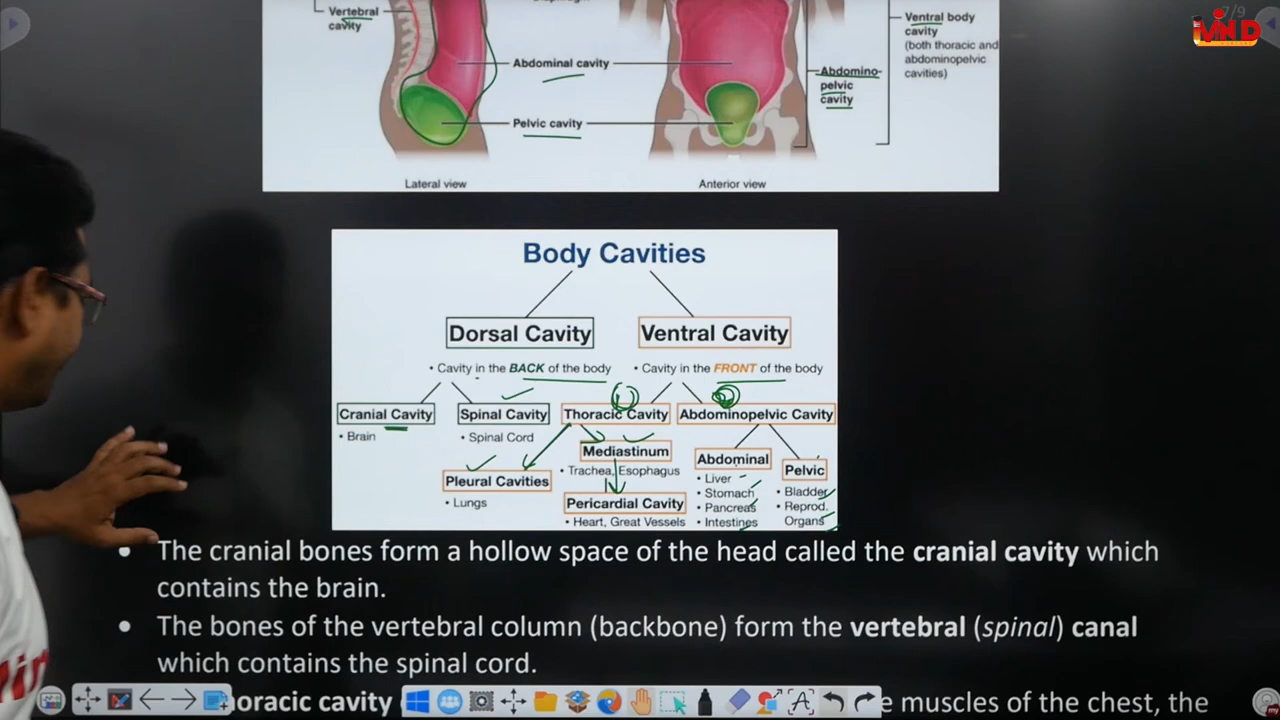 Vertebral
cavity
Abdominal cavity
Pelvic cavity
Lateral view
Anterior view
Abdomino-
pelvic
cavity
Ventral body
cavity
(both thoracic and
abdominopelvic
cavities)
7/9
MND
Body Cavities
Dorsal Cavity
Ventral Cavity
• Cavity in the BACK of the body
• Cavity in the FRONT of the body
Cranial Cavity
• Brain
Spinal Cavity
• Spinal Cord
Thoracic Cavity
Abdominopelvic Cavity
Mediastinum
• Trachea, Esophagus
Pleural Cavities
• Lungs
Pericardial Cavity
• Heart, Great Vessels
Abdominal
• Liver
• Stomach
• Pancreas
• Intestines
Pelvic
• Bladder
• Reprod.
Organs
• The cranial bones form a hollow space of the head called the cranial cavity which
contains the brain.
• The bones of the vertebral column (backbone) form the vertebral (spinal) canal
which contains the spinal cord.
horacic cavity
e muscles of the chest, the